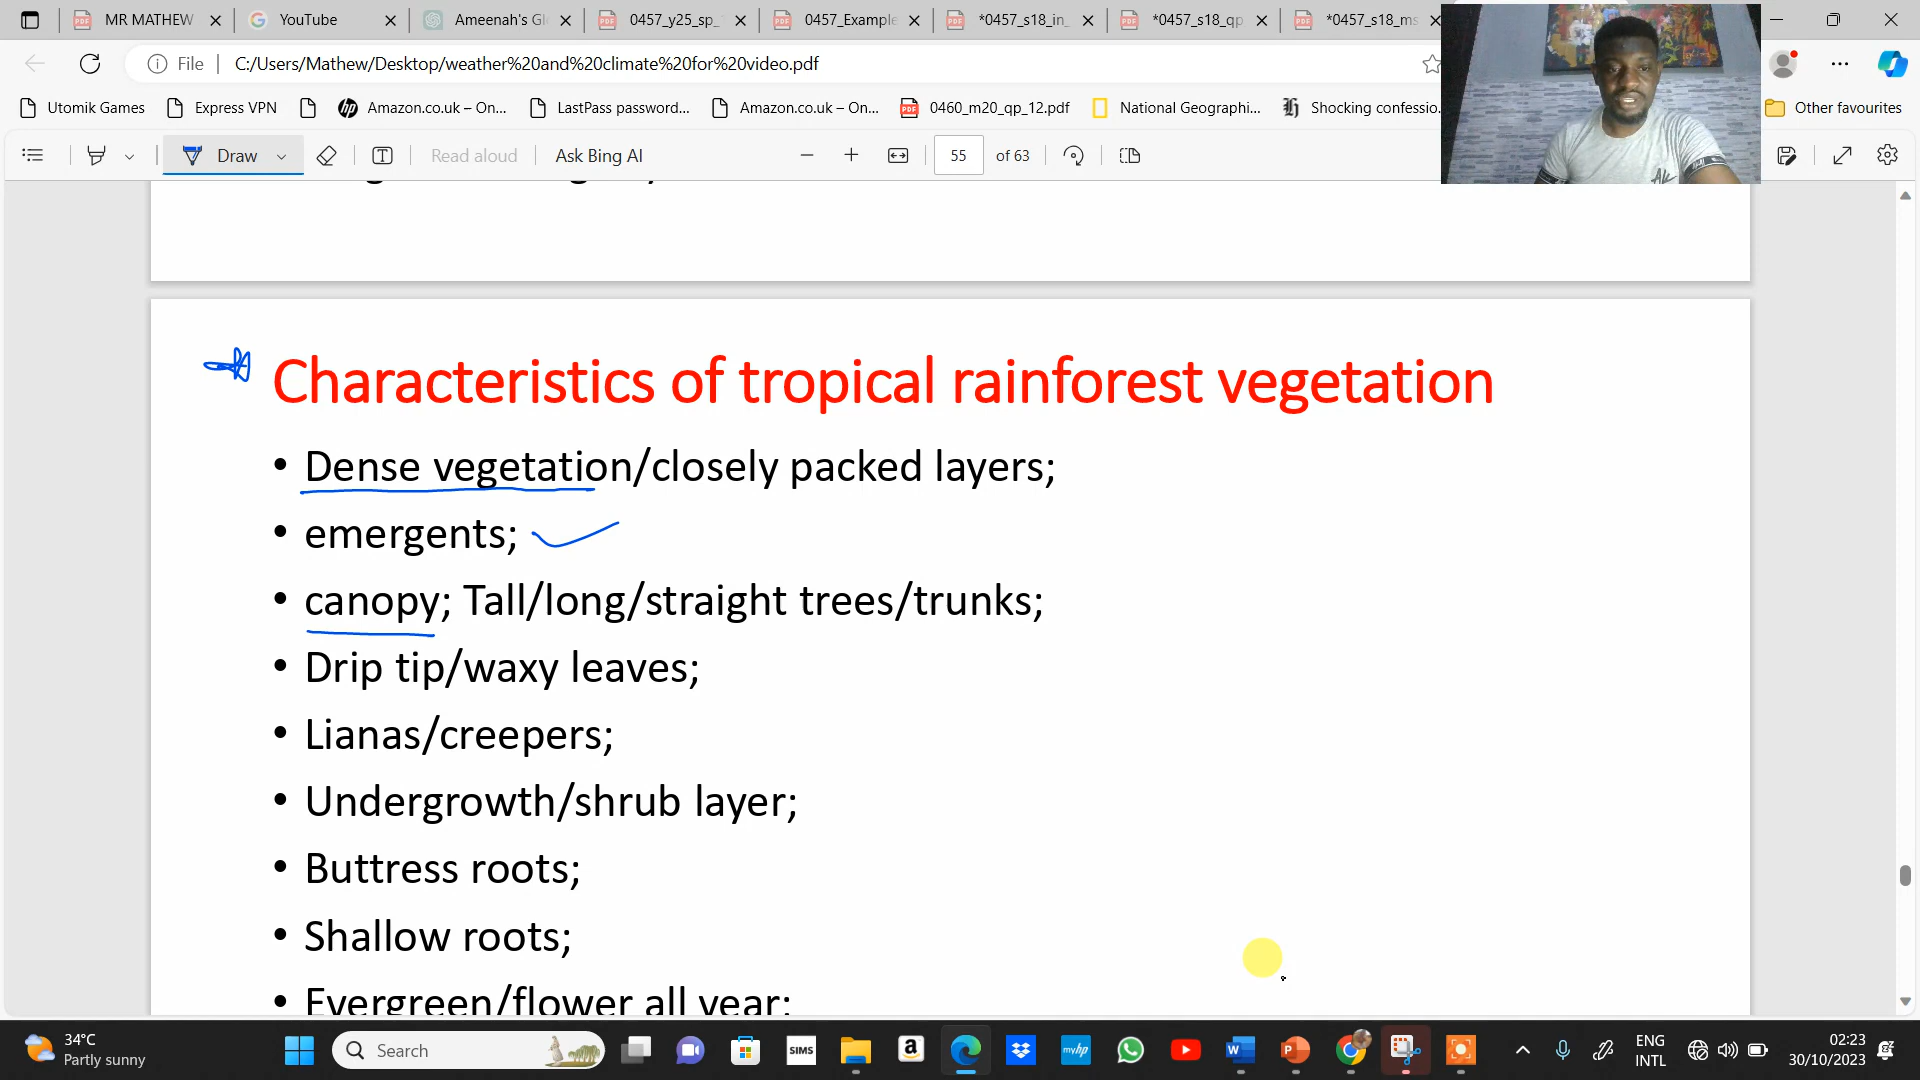 MR MATHEW
YouTube
Ameenah's Gl
0457_y25_sp_
0457_Example
*0457_s18_in_
*0457_s18_qp
*0457_s18_ms
File
C:/Users/Mathew/Desktop/weather%20and%20climate%20for%20video.pdf
Utomik Games
Express VPN
Amazon.co.uk – On...
LastPass password...
Amazon.co.uk – On...
0460_m20_qp_12.pdf
National Geographi...
Shocking confessio.
Other favourites
Draw
Read aloud
Ask Bing AI
55
of 63
Characteristics of tropical rainforest vegetation
• Dense vegetation/closely packed layers;
• emergents;
• canopy; Tall/long/straight trees/trunks;
• Drip tip/waxy leaves;
• Lianas/creepers;
• Undergrowth/shrub layer;
• Buttress roots;
• Shallow roots;
• Evergreen/flower all year;
34°C
Partly sunny
Search
SIMS
myhp
ENG
INTL
02:23
30/10/2023